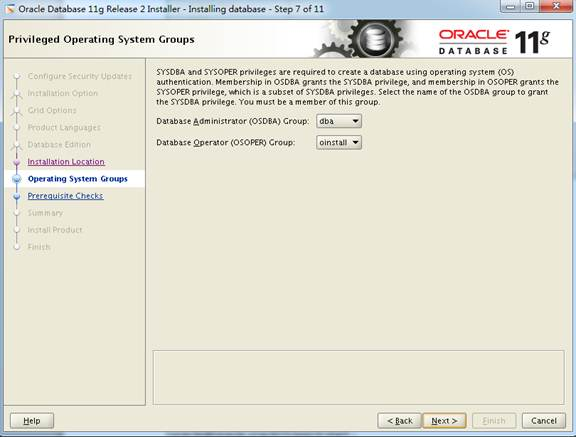 Oracle Database 11g Release 2 Installer - Installing database - Step 7 of 11
Privileged Operating System Groups
ORACLE
DATABASE
11g
Configure Security Updates
Installation Option
Grid Options
Product Languages
Database Edition
Installation Location
Operating System Groups
Prerequisite Checks
Summary
Install Product
Finish
SYSDBA and SYSOPER privileges are required to create a database using operating system (OS)
authentication. Membership in OSDBA grants the SYSDBA privilege, and membership in OSOPER grants the
SYSOPER privilege, which is a subset of SYSDBA privileges. Select the name of the OSDBA group to grant
the SYSDBA privilege. You must be a member of this group.
Database Administrator (OSDBA) Group: dba
Database Operator (OSOPER) Group: oinstall
Help
< Back
Next >
Finish
Cancel